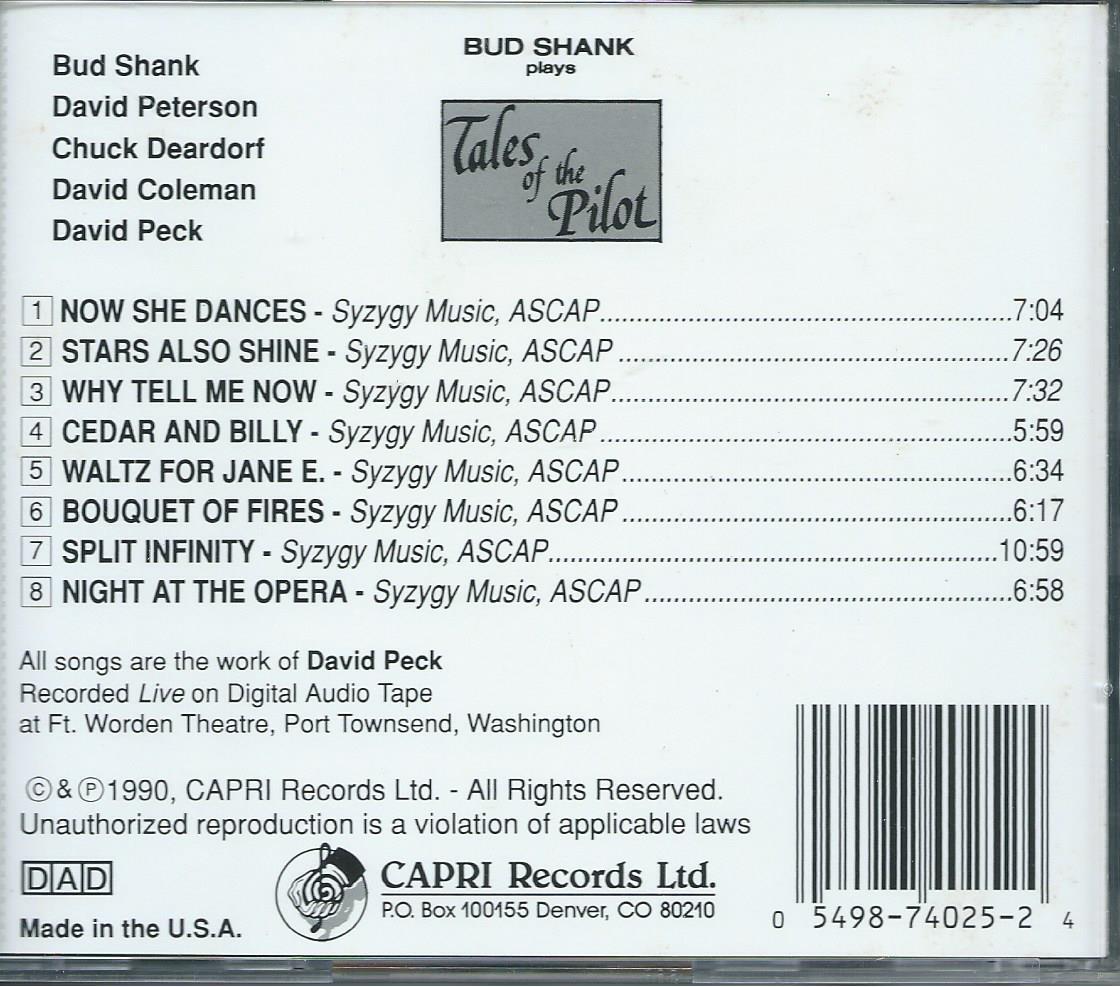 Bud Shank
David Peterson
Chuck Deardorf
David Coleman
David Peck
BUD SHANK
plays
Tales
of the
Pilot
1 NOW SHE DANCES - Syzygy Music, ASCAP..........7:04
2 STARS ALSO SHINE - Syzygy Music, ASCAP ..........7:26
3 WHY TELL ME NOW - Syzygy Music, ASCAP..........7:32
4 CEDAR AND BILLY - Syzygy Music, ASCAP..........5:59
5 WALTZ FOR JANE E. - Syzygy Music, ASCAP..........6:34
6 BOUQUET OF FIRES - Syzygy Music, ASCAP ..........6:17
7 SPLIT INFINITY - Syzygy Music, ASCAP..........10:59
8 NIGHT AT THE OPERA - Syzygy Music, ASCAP..........6:58
All songs are the work of David Peck
Recorded Live on Digital Audio Tape
at Ft. Worden Theatre, Port Townsend, Washington
©&℗1990, CAPRI Records Ltd. - All Rights Reserved.
Unauthorized reproduction is a violation of applicable laws
DAD
Made in the U.S.A.
CAPRI Records Ltd.
P.O. Box 100155 Denver, CO 80210
0 5498-74025-2 4